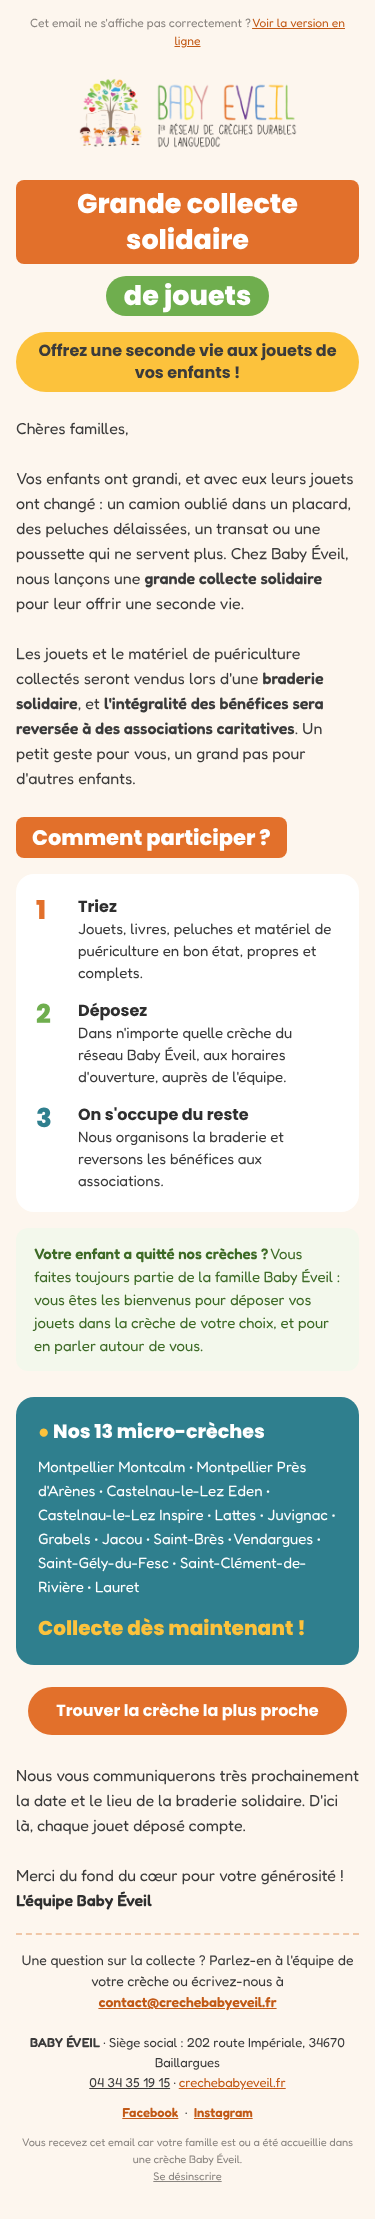 Cet email ne s'affiche pas correctement ? Voir la version en
ligne
BABY EVEIL
1ER RÉSEAU DE CRÈCHES DURABLES
DU LANGUEDOC
Grande collecte
solidaire
de jouets
Offrez une seconde vie aux jouets de
vos enfants !
Chères familles,
Vos enfants ont grandi, et avec eux leurs jouets
ont changé : un camion oublié dans un placard,
des peluches délaissées, un transat ou une
poussette qui ne servent plus. Chez Baby Éveil,
nous lançons une grande collecte solidaire
pour leur offrir une seconde vie.
Les jouets et le matériel de puériculture
collectés seront vendus lors d'une braderie
solidaire, et l'intégralité des bénéfices sera
reversée à des associations caritatives. Un
petit geste pour vous, un grand pas pour
d'autres enfants.
Comment participer ?
1 Triez
Jouets, livres, peluches et matériel de
puériculture en bon état, propres et
complets.
2 Déposez
Dans n'importe quelle crèche du
réseau Baby Éveil, aux horaires
d'ouverture, auprès de l'équipe.
3 On s'occupe du reste
Nous organisons la braderie et
reversons les bénéfices aux
associations.
Votre enfant a quitté nos crèches ? Vous
faites toujours partie de la famille Baby Éveil :
vous êtes les bienvenus pour déposer vos
jouets dans la crèche de votre choix, et pour
en parler autour de vous.
● Nos 13 micro-crèches
Montpellier Montcalm • Montpellier Près
d'Arènes • Castelnau-le-Lez Eden •
Castelnau-le-Lez Inspire • Lattes • Juvignac •
Grabels • Jacou • Saint-Brès • Vendargues •
Saint-Gély-du-Fesc • Saint-Clément-de-
Rivière • Lauret
Collecte dès maintenant !
Trouver la crèche la plus proche
Nous vous communiquerons très prochainement
la date et le lieu de la braderie solidaire. D'ici
là, chaque jouet déposé compte.
Merci du fond du cœur pour votre générosité !
L'équipe Baby Éveil
Une question sur la collecte ? Parlez-en à l'équipe de
votre crèche ou écrivez-nous à
contact@crechebabyeveil.fr
BABY ÉVEIL · Siège social : 202 route Impériale, 34670
Baillargues
04 34 35 19 15 · crechebabyeveil.fr
Facebook · Instagram
Vous recevez cet email car votre famille est ou a été accueillie dans
une crèche Baby Éveil.
Se désinscrire